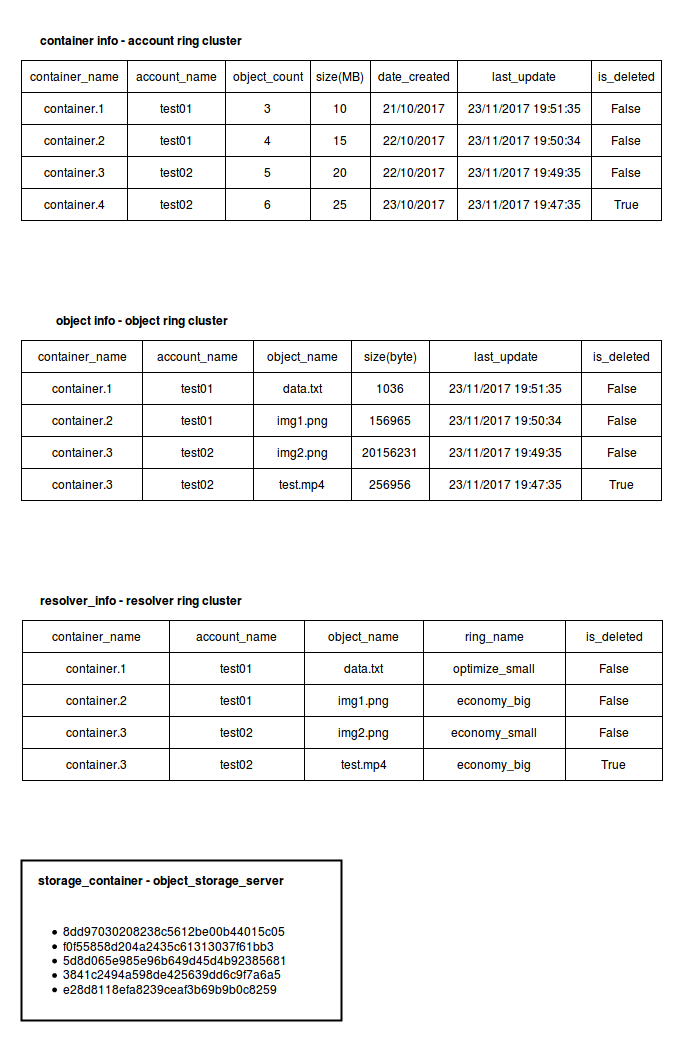 container info - account ring cluster
container_name account_name object_count size(MB) date_created last_update is_deleted
container.1 test01 3 10 21/10/2017 23/11/2017 19:51:35 False
container.2 test01 4 15 22/10/2017 23/11/2017 19:50:34 False
container.3 test02 5 20 22/10/2017 23/11/2017 19:49:35 False
container.4 test02 6 25 23/10/2017 23/11/2017 19:47:35 True
object info - object ring cluster
container_name account_name object_name size(byte) last_update is_deleted
container.1 test01 data.txt 1036 23/11/2017 19:51:35 False
container.2 test01 img1.png 156965 23/11/2017 19:50:34 False
container.3 test02 img2.png 20156231 23/11/2017 19:49:35 False
container.3 test02 test.mp4 256956 23/11/2017 19:47:35 True
resolver_info - resolver ring cluster
container_name account_name object_name ring_name is_deleted
container.1 test01 data.txt optimize_small False
container.2 test01 img1.png economy_big False
container.3 test02 img2.png economy_small False
container.3 test02 test.mp4 economy_big True
storage_container - object_storage_server
• 8dd97030208238c5612be00b44015c05
• f0f55858d204a2435c61313037f61bb3
• 5d8d065e985e96b649d45d4b92385681
• 3841c2494a598de425639dd6c9f7a6a5
• e28d8118efa8239ceaf3b69b9b0c8259